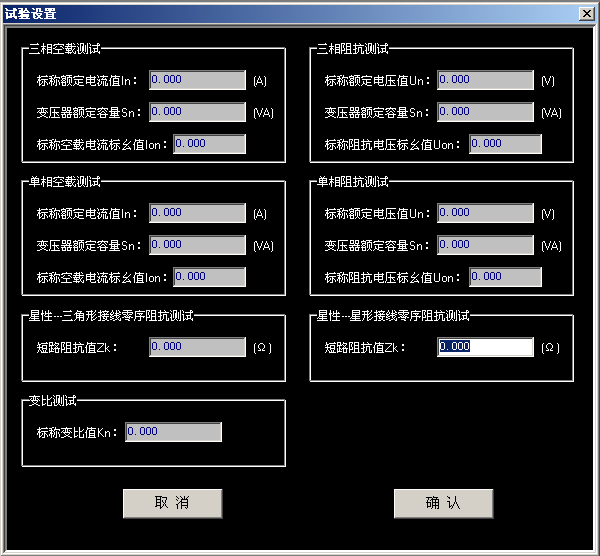 试验设置
三相空载测试
标称额定电流值In： 0.000 (A)
变压器额定容量Sn： 0.000 (VA)
标称空载电流标幺值Ion： 0.000
三相阻抗测试
标称额定电压值Un： 0.000 (V)
变压器额定容量Sn： 0.000 (VA)
标称阻抗电压标幺值Uon： 0.000
单相空载测试
标称额定电流值In： 0.000 (A)
变压器额定容量Sn： 0.000 (VA)
标称空载电流标幺值Ion： 0.000
单相阻抗测试
标称额定电压值Un： 0.000 (V)
变压器额定容量Sn： 0.000 (VA)
标称阻抗电压标幺值Uon： 0.000
星性---三角形接线零序阻抗测试
短路阻抗值Zk： 0.000 (Ω)
星性---星形接线零序阻抗测试
短路阻抗值Zk： 0.000 (Ω)
变比测试
标称变比值Kn： 0.000
取 消
确 认